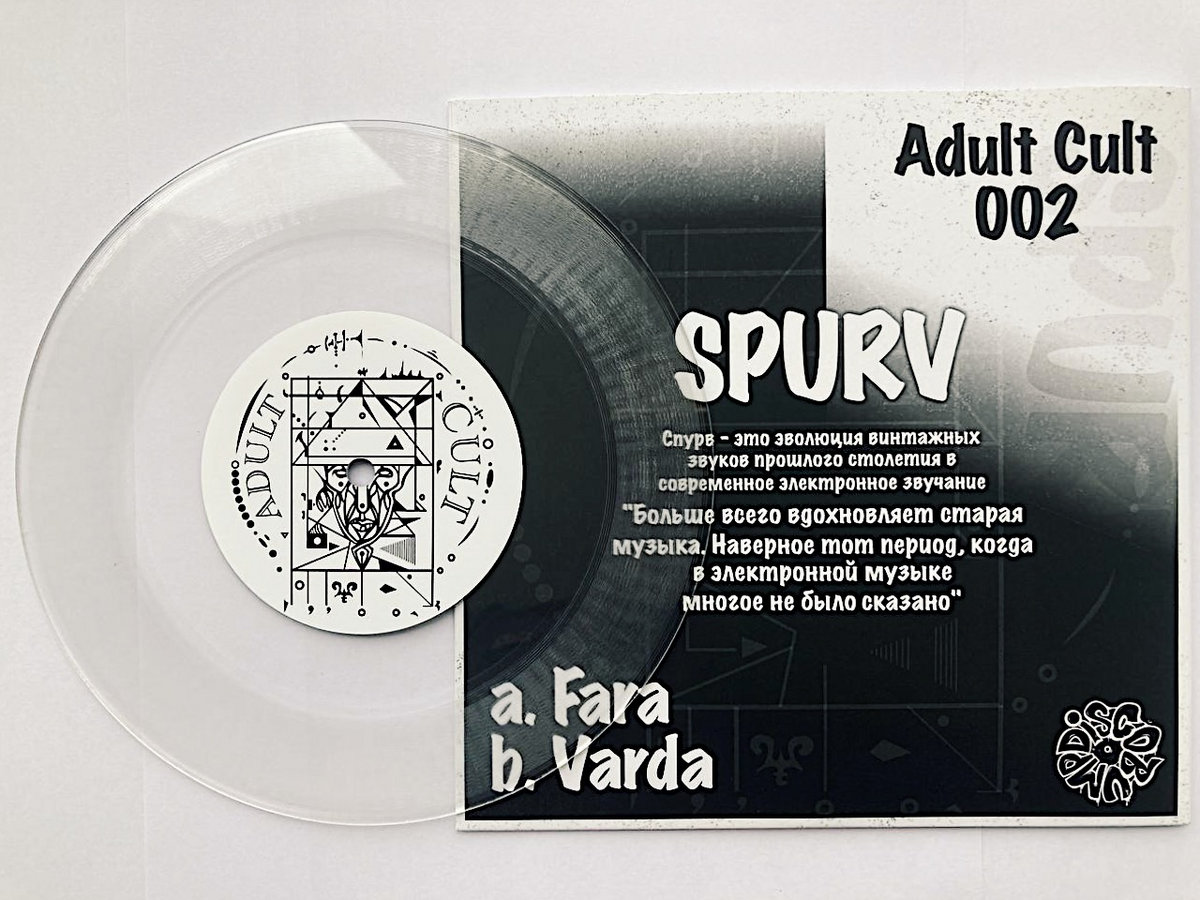 Adult Cult
002
SPURV
Спурв - это эволюция винтажных
звуков прошлого столетия в
современное электронное звучание
"Больше всего вдохновляет старая
музыка. Наверное тот период, когда
в электронной музыке
многое не было сказано"
a. Fara
b. Varda
ADULT CULT